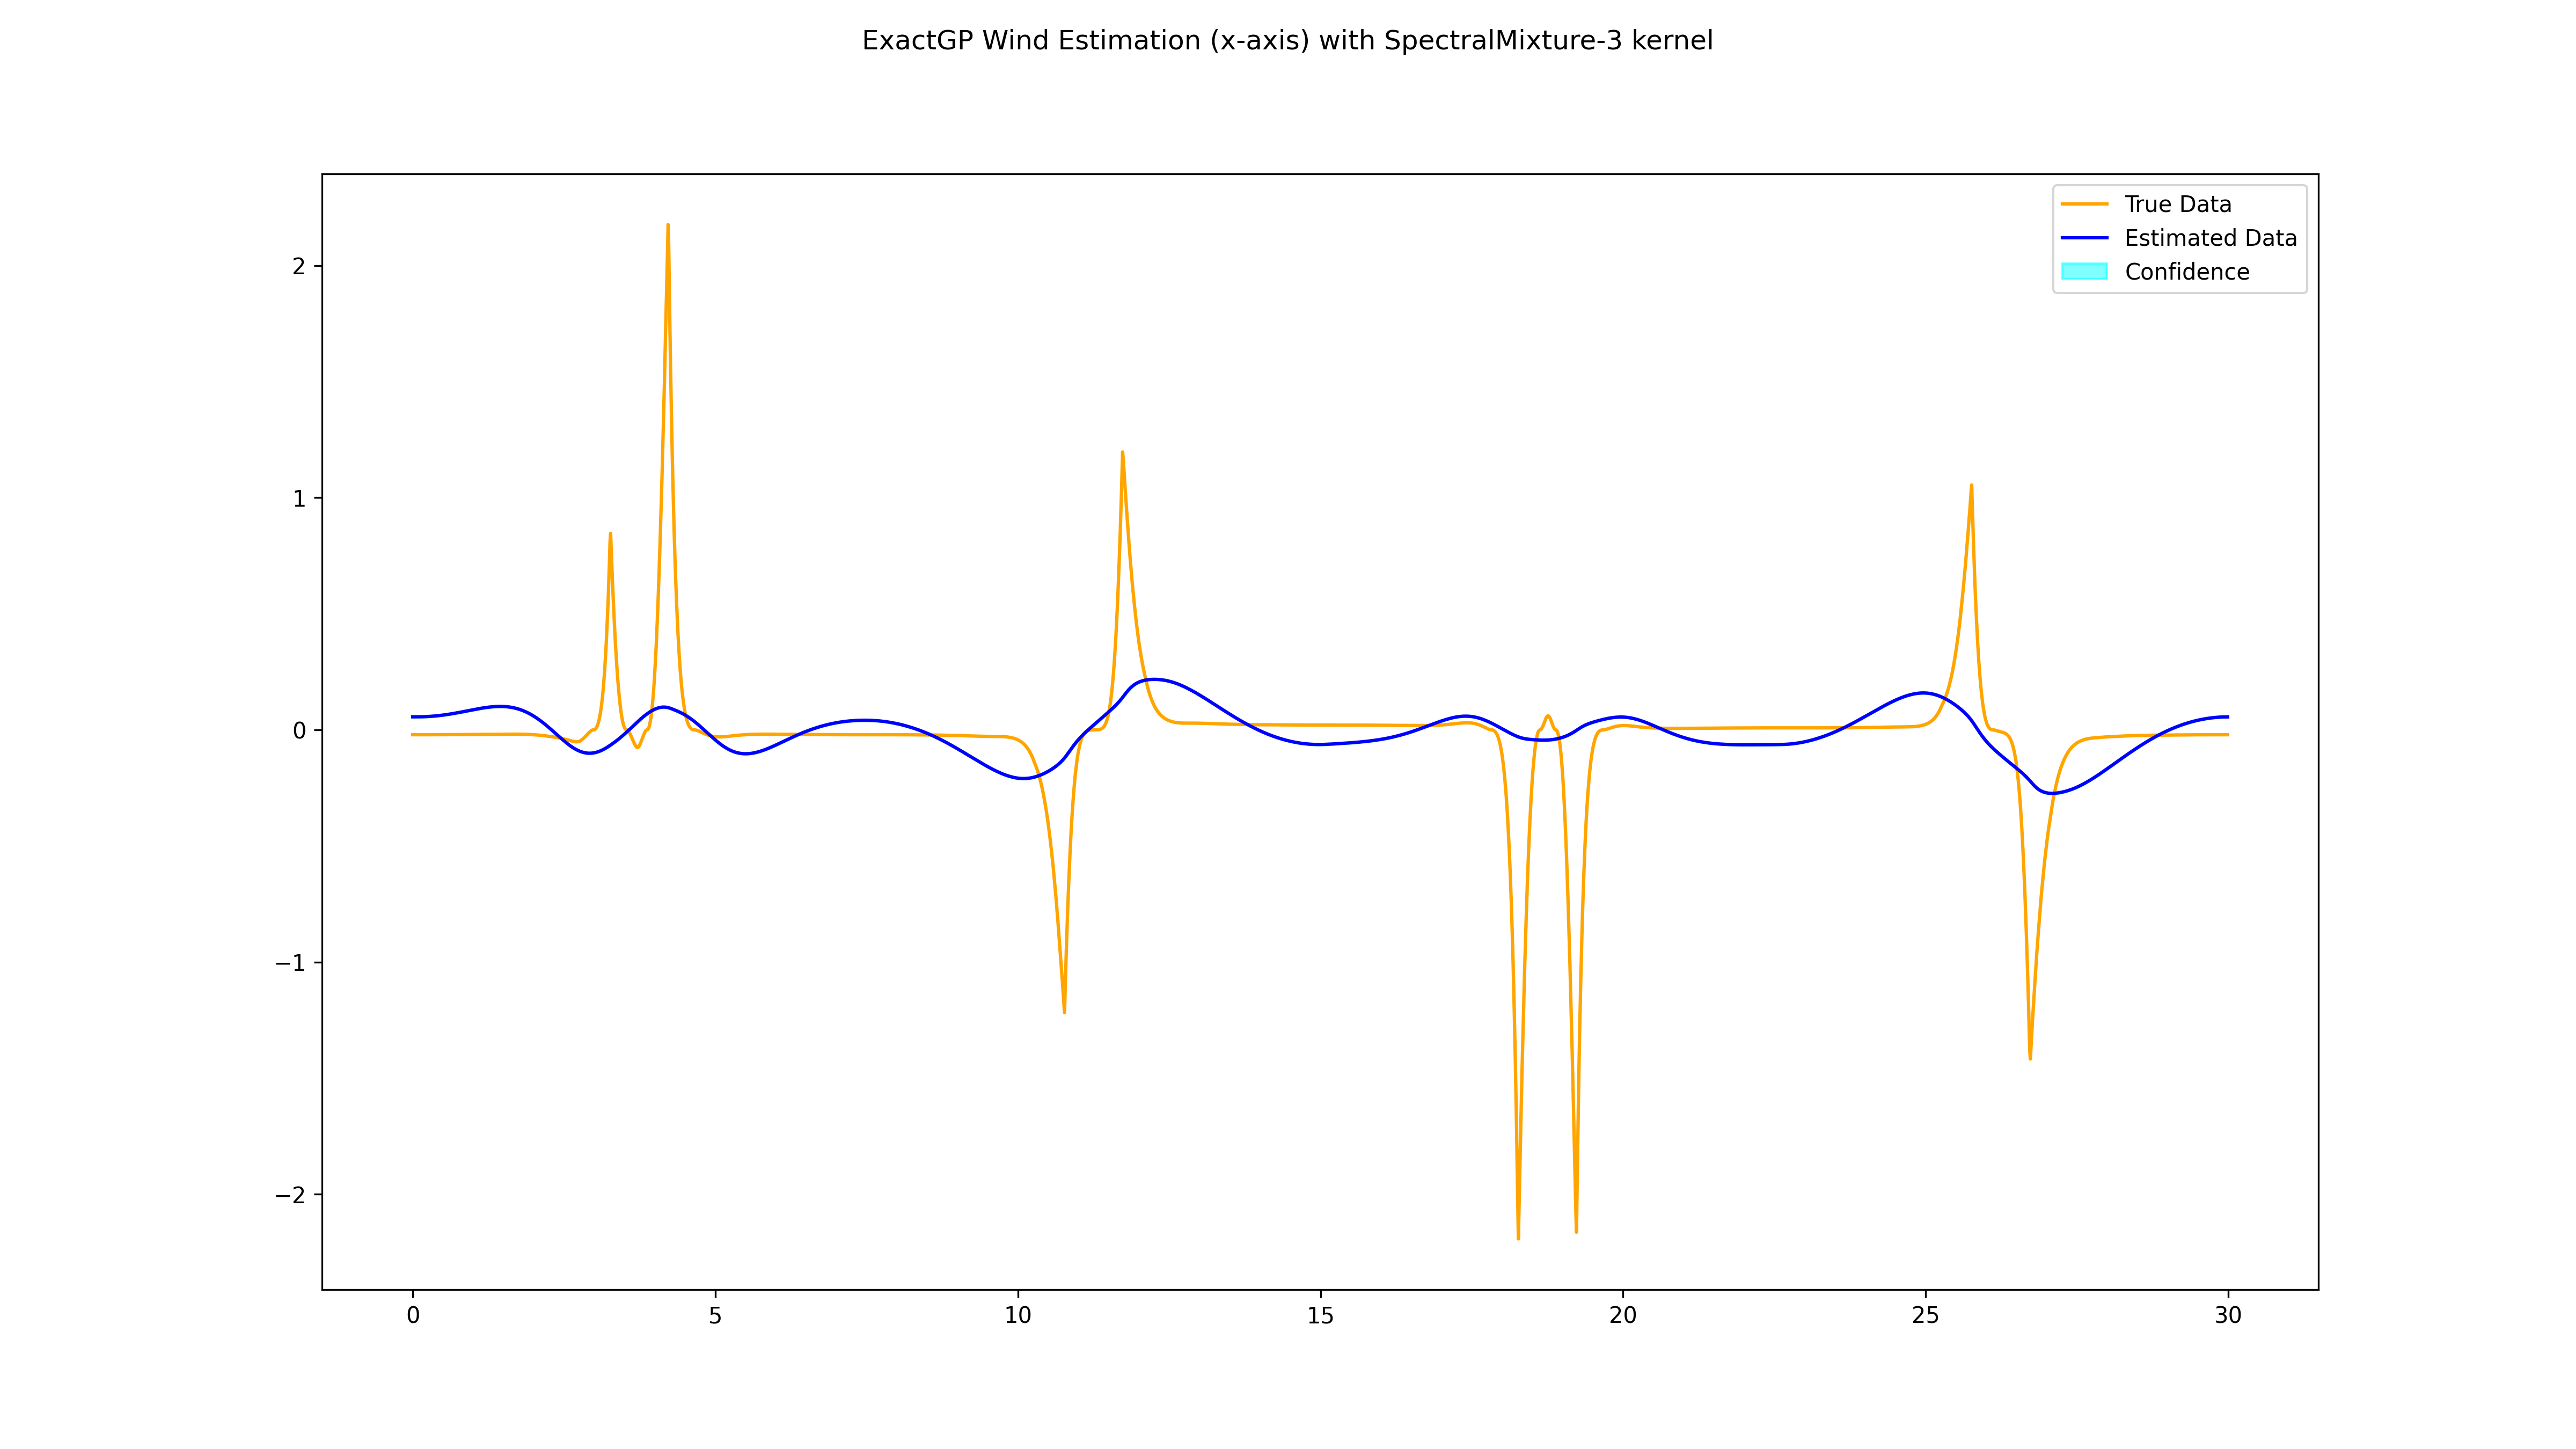 ExactGP Wind Estimation (x-axis) with SpectralMixture-3 kernel
True Data
Estimated Data
Confidence
2
1
0
−1
−2
0 5 10 15 20 25 30